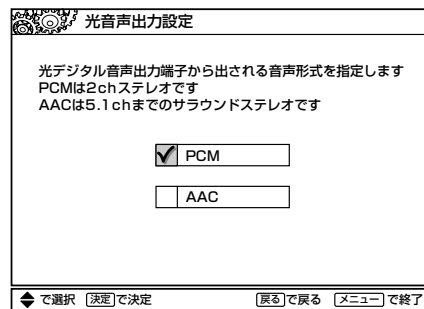 光音声出力設定
光デジタル音声出力端子から出される音声形式を指定します
PCMは2chステレオです
AACは5.1chまでのサラウンドステレオです
PCM
AAC
で選択 決定で決定 戻るで戻る メニューで終了